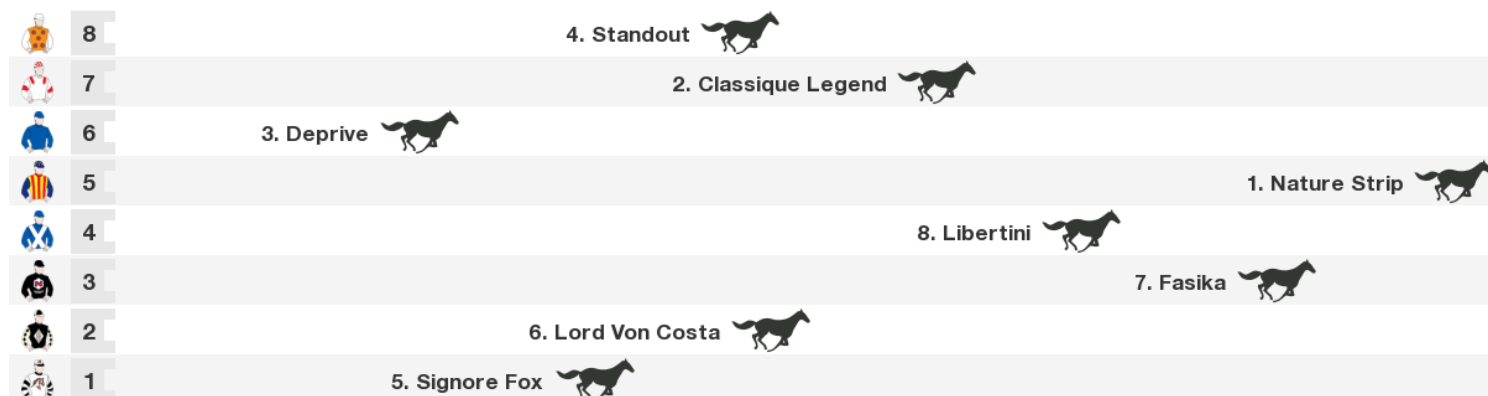 8 4. Standout
7 2. Classique Legend
6 3. Deprive
5 1. Nature Strip
4 8. Libertini
3 7. Fasika
2 6. Lord Von Costa
1 5. Signore Fox